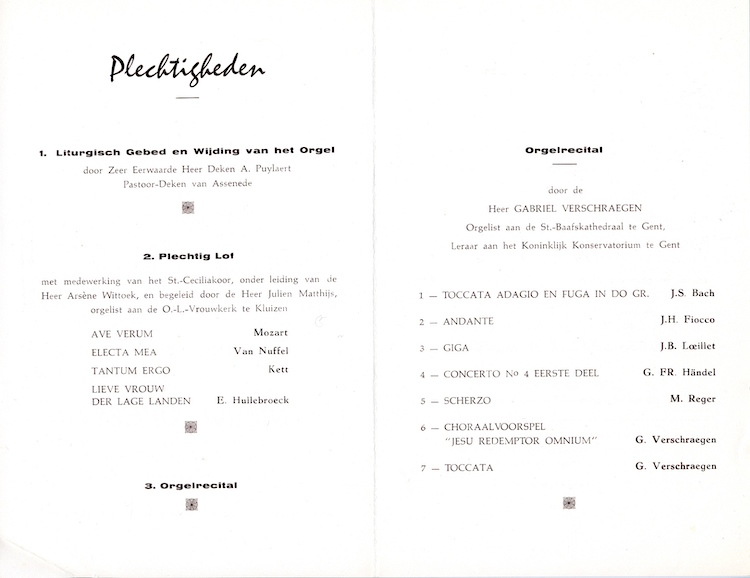 Plechtigheden
1. Liturgisch Gebed en Wijding van het Orgel
door Zeer Eerwaarde Heer Deken A. Puylaert
Pastoor-Deken van Assenede
2. Plechtig Lof
met medewerking van het St.-Ceciliakoor, onder leiding van de
Heer Arsène Wittoek, en begeleid door de Heer Julien Matthijs,
orgelist aan de O.-L.-Vrouwkerk te Kluizen
AVE VERUM Mozart
ELECTA MEA Van Nuffel
TANTUM ERGO Kett
LIEVE VROUW
DER LAGE LANDEN E. Hullebroeck
3. Orgelrecital
Orgelrecital
door de
Heer GABRIEL VERSCHRAEGEN
Orgelist aan de St.-Baafskathedraal te Gent,
Leraar aan het Koninklijk Konservatorium te Gent
1 — TOCCATA ADAGIO EN FUGA IN DO GR. J.S. Bach
2 — ANDANTE J.H. Fiocco
3 — GIGA J.B. Lœillet
4 — CONCERTO No 4 EERSTE DEEL G. FR. Händel
5 — SCHERZO M. Reger
6 — CHORAALVOORSPEL
"JESU REDEMPTOR OMNIUM" G. Verschraegen
7 — TOCCATA G. Verschraegen